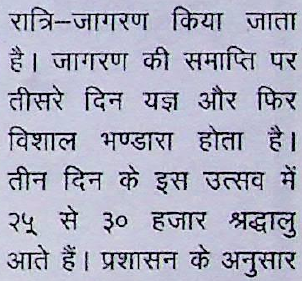 रात्रि–जागरण किया जाता
है। जागरण की समाप्ति पर
तीसरे दिन यज्ञ और फिर
विशाल भण्डारा होता है।
तीन दिन के इस उत्सव में
२५ से ३० हजार श्रद्धालु
आते हैं। प्रशासन के अनुसार